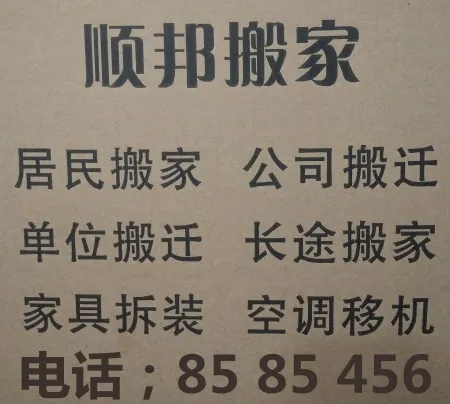 顺邦搬家
居民搬家 公司搬迁
单位搬迁 长途搬家
家具拆装 空调移机
电话；85 85 456